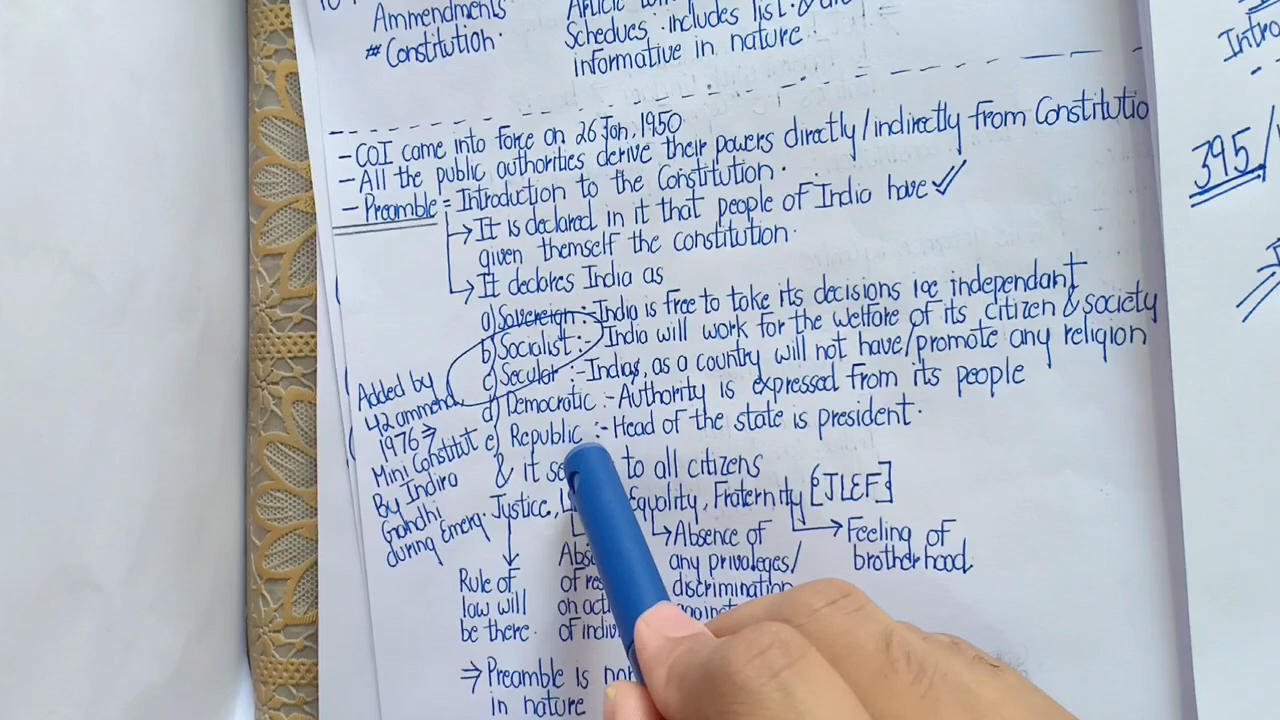 Ammendments
# Constitution.
Schedues : includes list.
informative in nature
- COI came into force on 26 Jan, 1950
- All the public authorities derive their powers directly/indirectly from Constitutio
- Preamble = Introduction to the Constitution.
→ It is declared in it that people of India have ✓
given themself the constitution.
→ It declares India as
a) Sovereign :- India is free to take its decisions ie independant
b) Socialist :- India will work for the welfare of its citizen & society
c) Secular :- India, as a country will not have/promote any religion
d) Democratic :- Authority is expressed from its people
e) Republic :- Head of the state is president.
& it to all citizens
Added by
42 ammend.
1976 ⇒
Mini Constitut
By Indira
Gandhi
during Emerg.
Justice, Equality, Fraternity [JLEF]
Rule of
law will
be there.
of
on
of
→ Absence of
any privaleges/
discrimination
→ Feeling of
brotherhood
⇒ Preamble is
in nature
395/